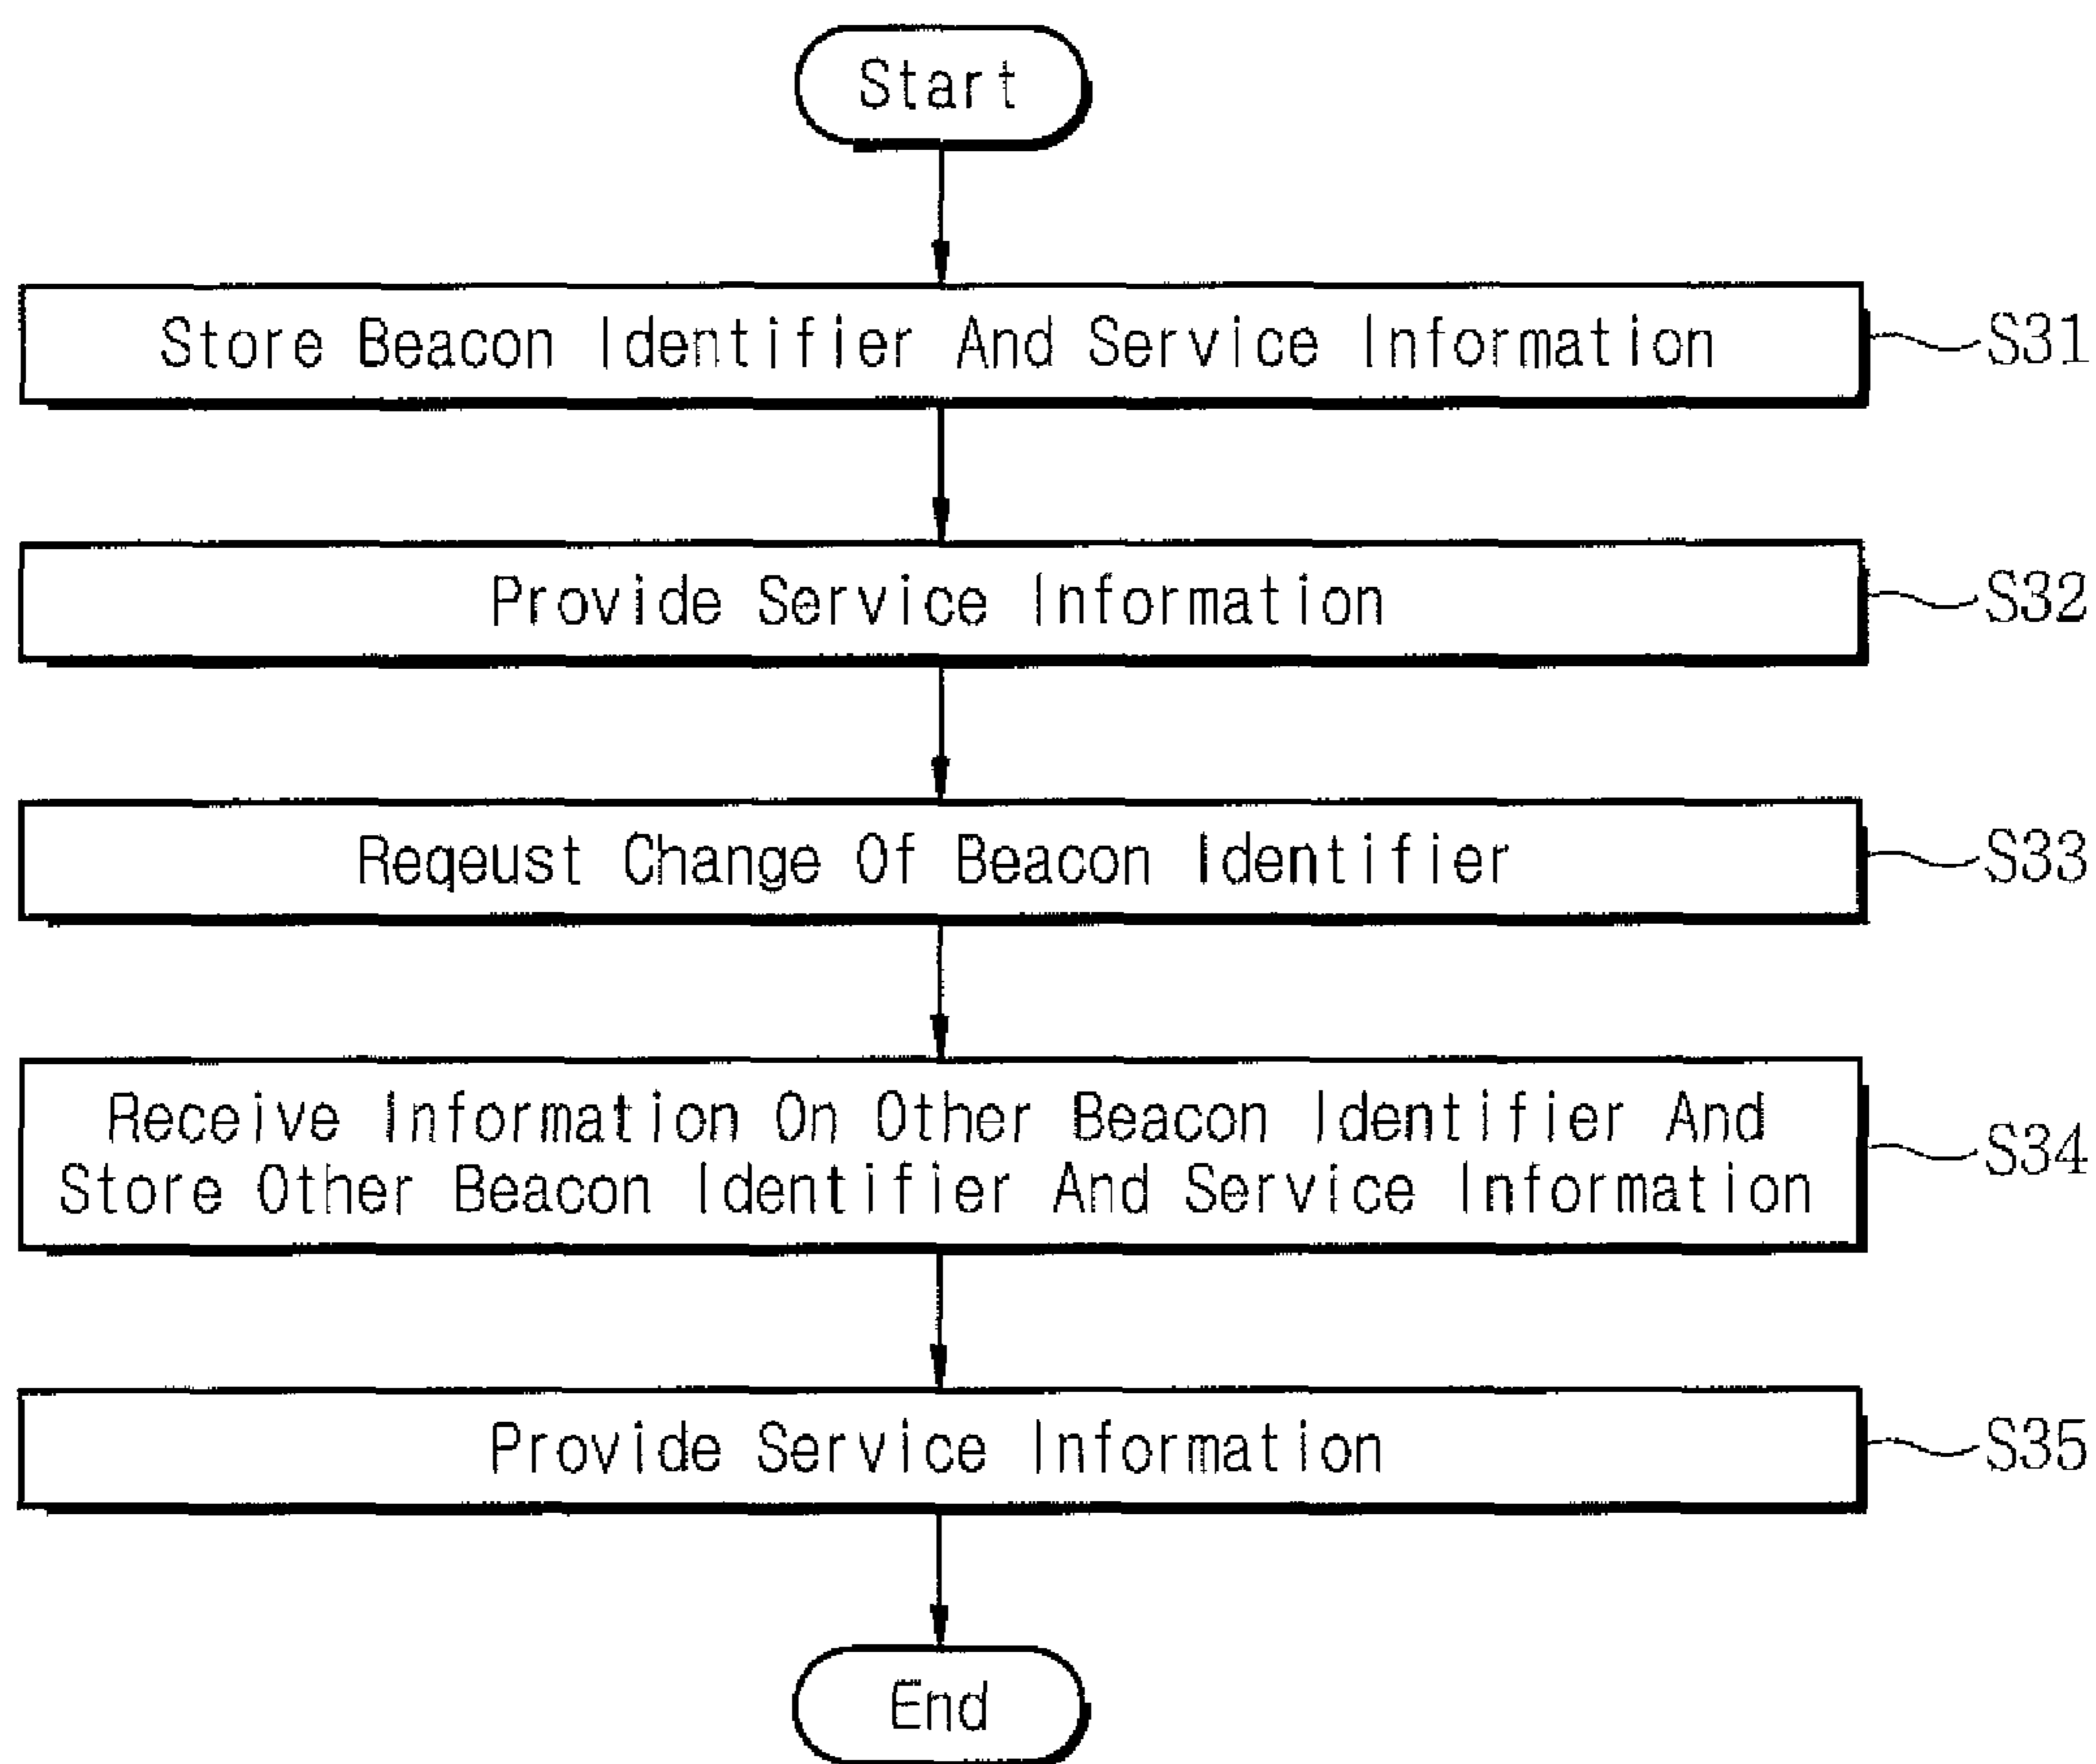 Start
Store Beacon Identifier And Service Information
S31
Provide Service Information
S32
Reqeust Change Of Beacon Identifier
S33
Receive Information On Other Beacon Identifier And
Store Other Beacon Identifier And Service Information
S34
Provide Service Information
S35
End